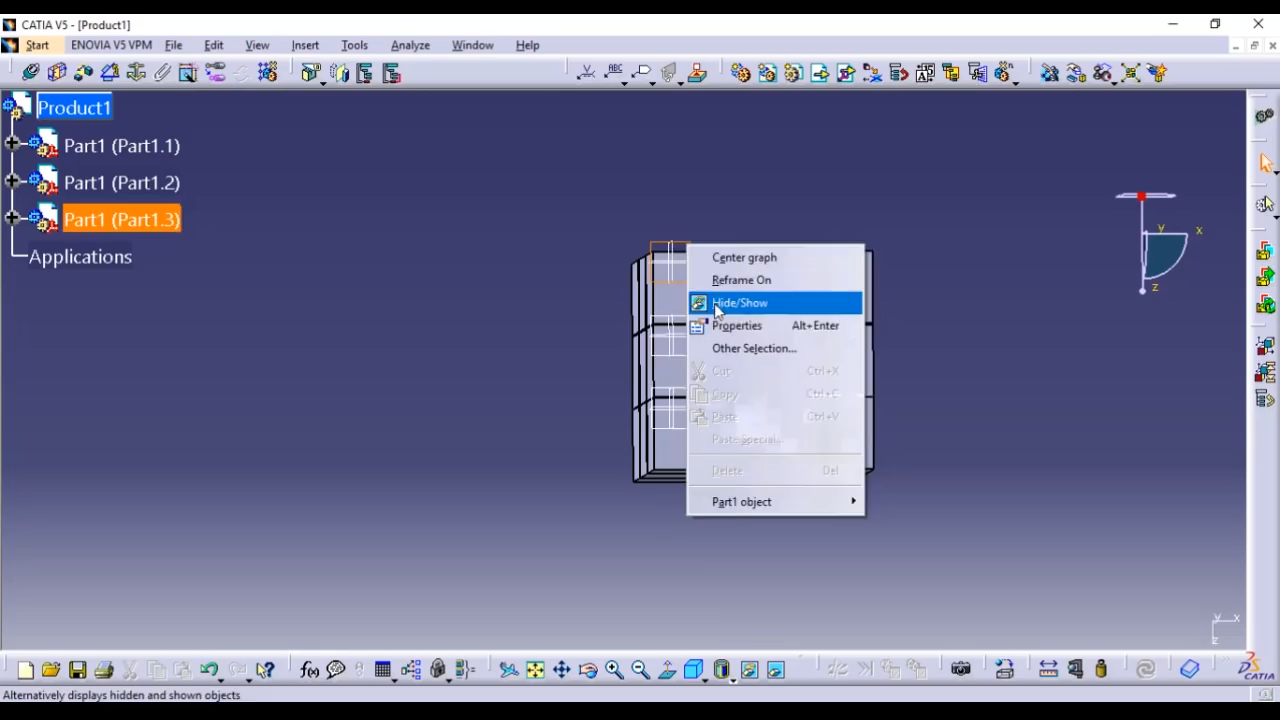 CATIA V5 - [Product1]
Start ENOVIA V5 VPM File Edit View Insert Tools Analyze Window Help
ABC
Product1
Part1 (Part1.1)
Part1 (Part1.2)
Part1 (Part1.3)
Applications
y x
z
Center graph
Reframe On
Hide/Show
Properties Alt+Enter
Other Selection...
Cut Ctrl+X
Copy Ctrl+C
Paste Ctrl+V
Paste Special...
Delete Del
Part1 object
y x
z
f(x)
CATIA
Alternatively displays hidden and shown objects